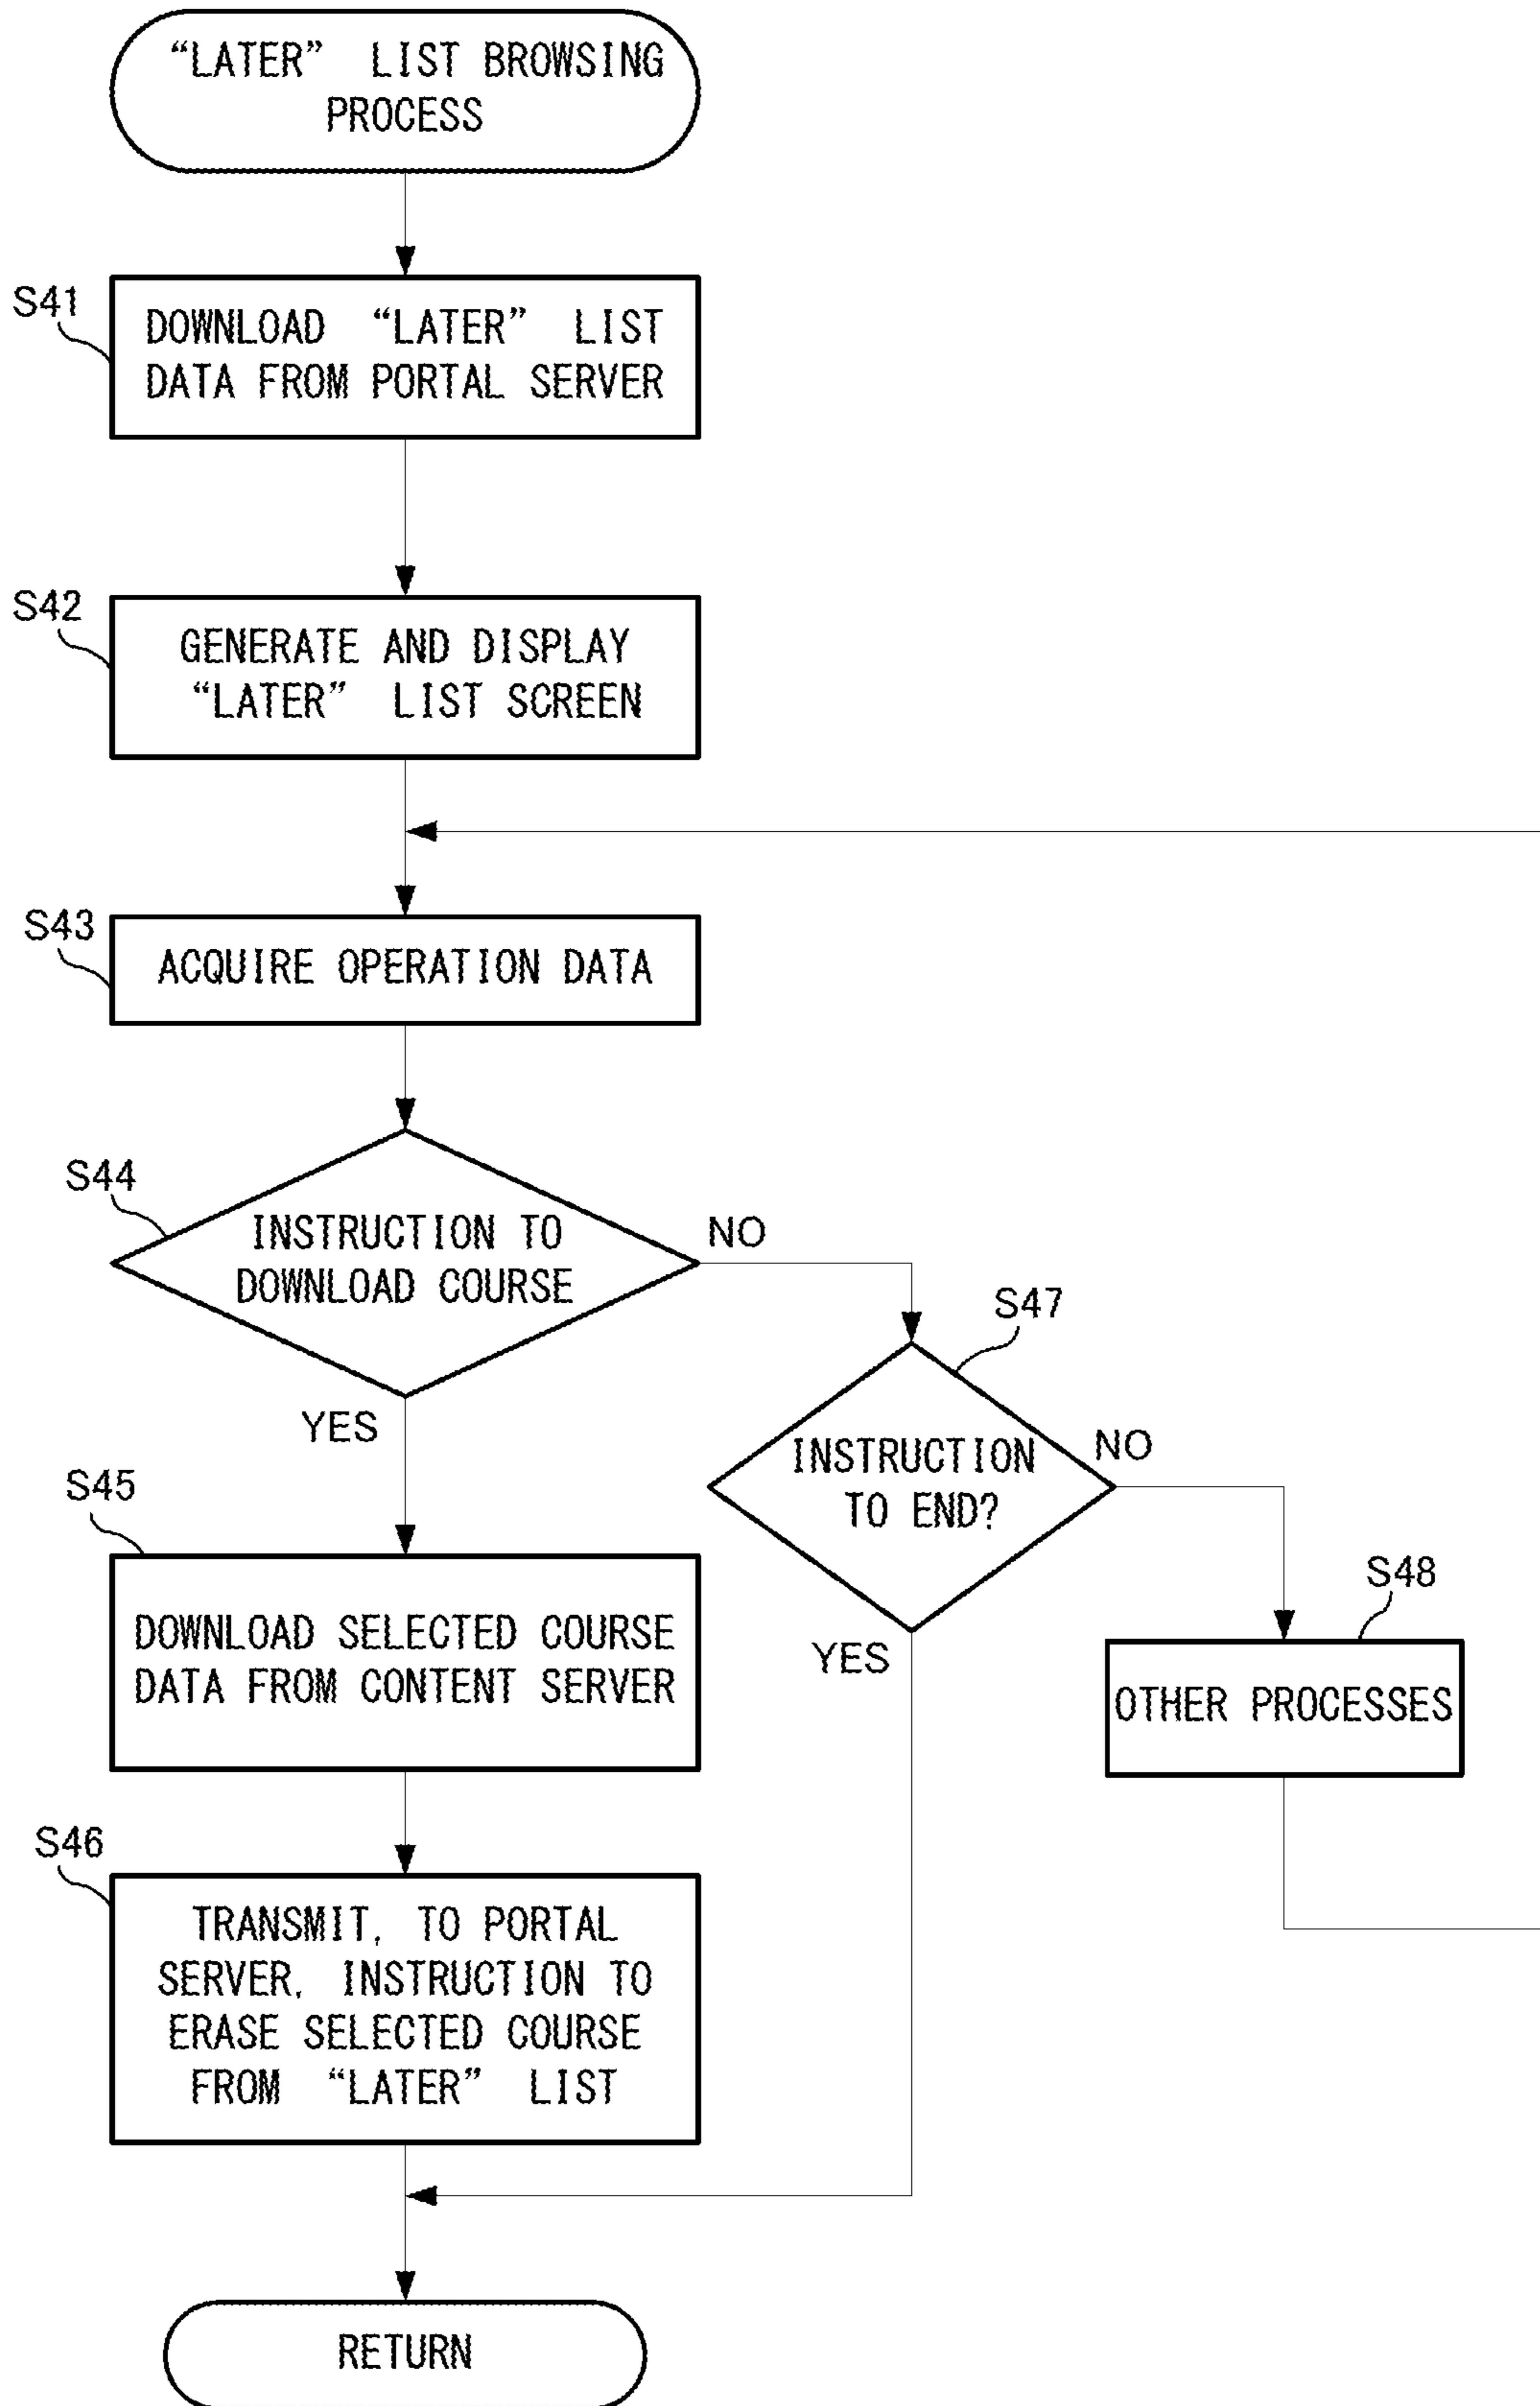 “LATER” LIST BROWSING
PROCESS
S41
DOWNLOAD “LATER” LIST
DATA FROM PORTAL SERVER
S42
GENERATE AND DISPLAY
“LATER” LIST SCREEN
S43
ACQUIRE OPERATION DATA
S44
INSTRUCTION TO
DOWNLOAD COURSE
NO
YES
S47
INSTRUCTION
TO END?
NO
YES
S45
DOWNLOAD SELECTED COURSE
DATA FROM CONTENT SERVER
S48
OTHER PROCESSES
S46
TRANSMIT, TO PORTAL
SERVER, INSTRUCTION TO
ERASE SELECTED COURSE
FROM “LATER” LIST
RETURN